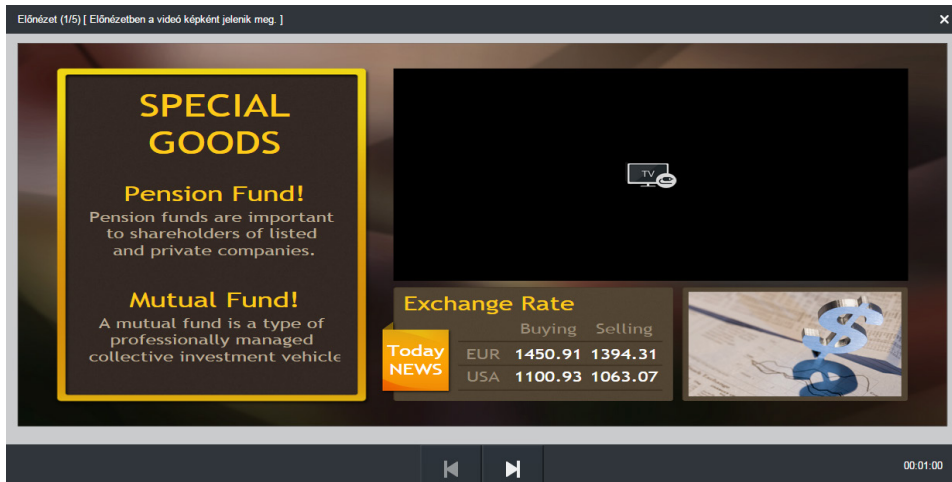 Előnézet (1/5) [ Előnézetben a videó képként jelenik meg. ]
SPECIAL
GOODS
Pension Fund!
Pension funds are important
to shareholders of listed
and private companies.
Mutual Fund!
A mutual fund is a type of
professionally managed
collective investment vehicle
TV
Exchange Rate
Buying Selling
Today
NEWS
EUR 1450.91 1394.31
USA 1100.93 1063.07
00:01:00